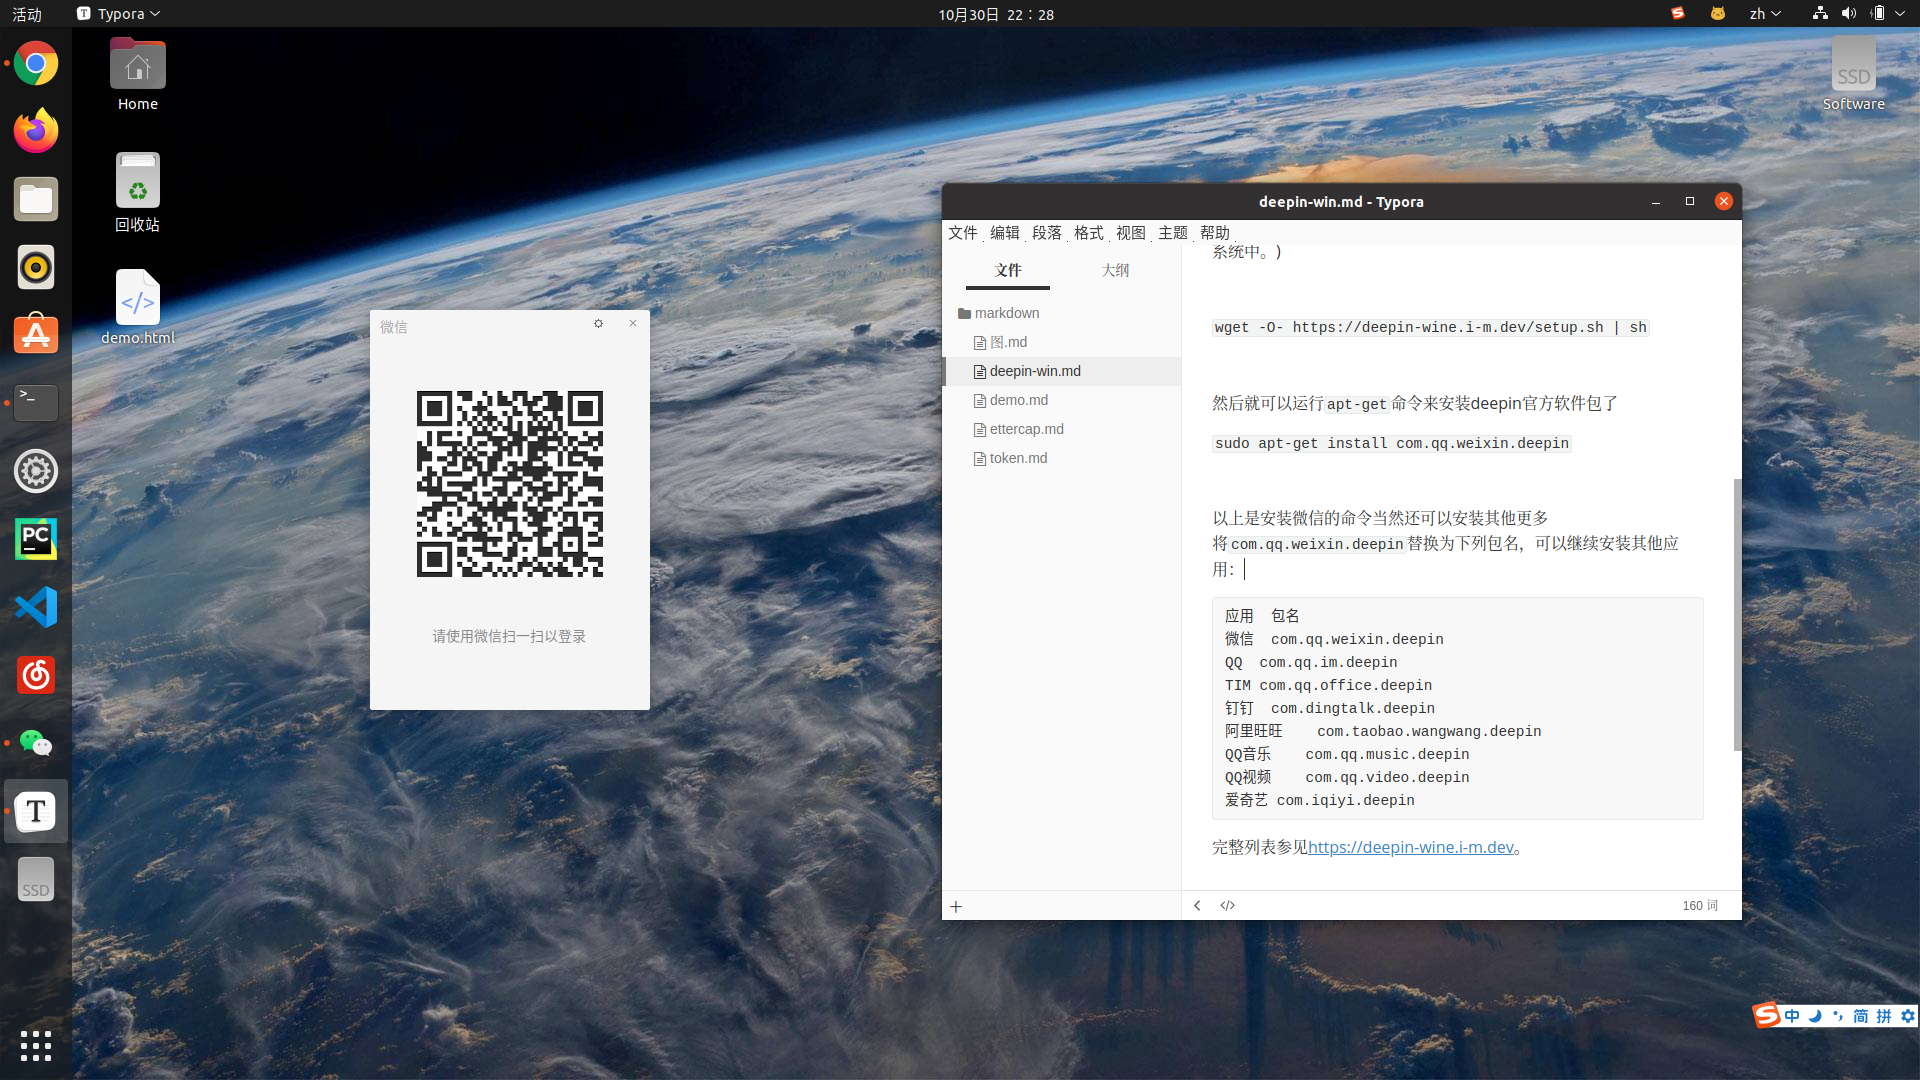 活动
Typora
10月30日 22:28
zh
Home
回收站
demo.html
SSD
Software
PC
SSD
微信
请使用微信扫一扫以登录
deepin-win.md - Typora
文件 编辑 段落 格式 视图 主题 帮助
文件 大纲
markdown
图.md
deepin-win.md
demo.md
ettercap.md
token.md
系统中。)
wget -O- https://deepin-wine.i-m.dev/setup.sh | sh
然后就可以运行apt-get命令来安装deepin官方软件包了
sudo apt-get install com.qq.weixin.deepin
以上是安装微信的命令当然还可以安装其他更多
将com.qq.weixin.deepin替换为下列包名，可以继续安装其他应
用：
应用 包名
微信 com.qq.weixin.deepin
QQ com.qq.im.deepin
TIM com.qq.office.deepin
钉钉 com.dingtalk.deepin
阿里旺旺 com.taobao.wangwang.deepin
QQ音乐 com.qq.music.deepin
QQ视频 com.qq.video.deepin
爱奇艺 com.iqiyi.deepin
完整列表参见https://deepin-wine.i-m.dev。
160 词
中 简 拼